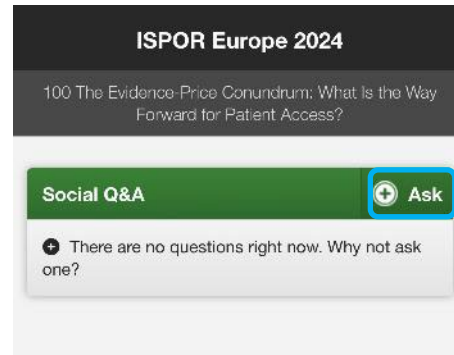 ISPOR Europe 2024
100 The Evidence-Price Conundrum: What Is the Way
Forward for Patient Access?
Social Q&A
Ask
There are no questions right now. Why not ask
one?